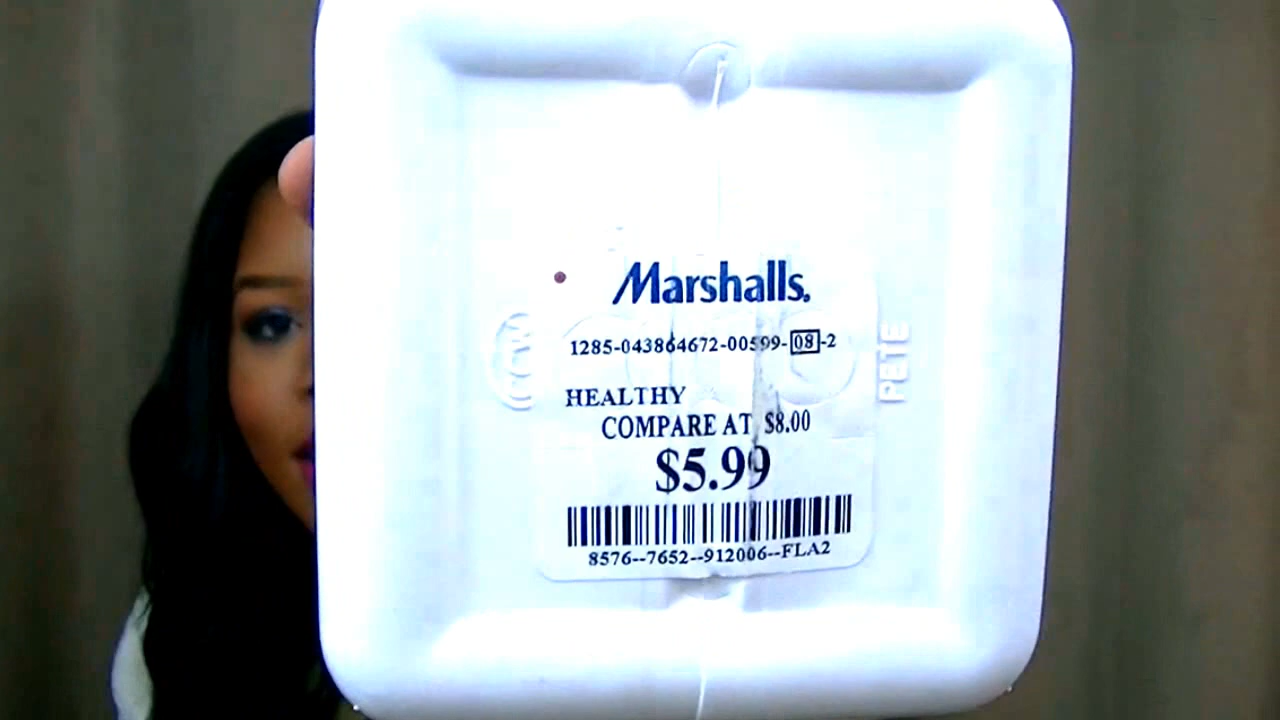 Marshalls.
1285-043864672-00599-08-2
HEALTHY
COMPARE AT $8.00
$5.99
8576--7652--912006--FLA2
PETE